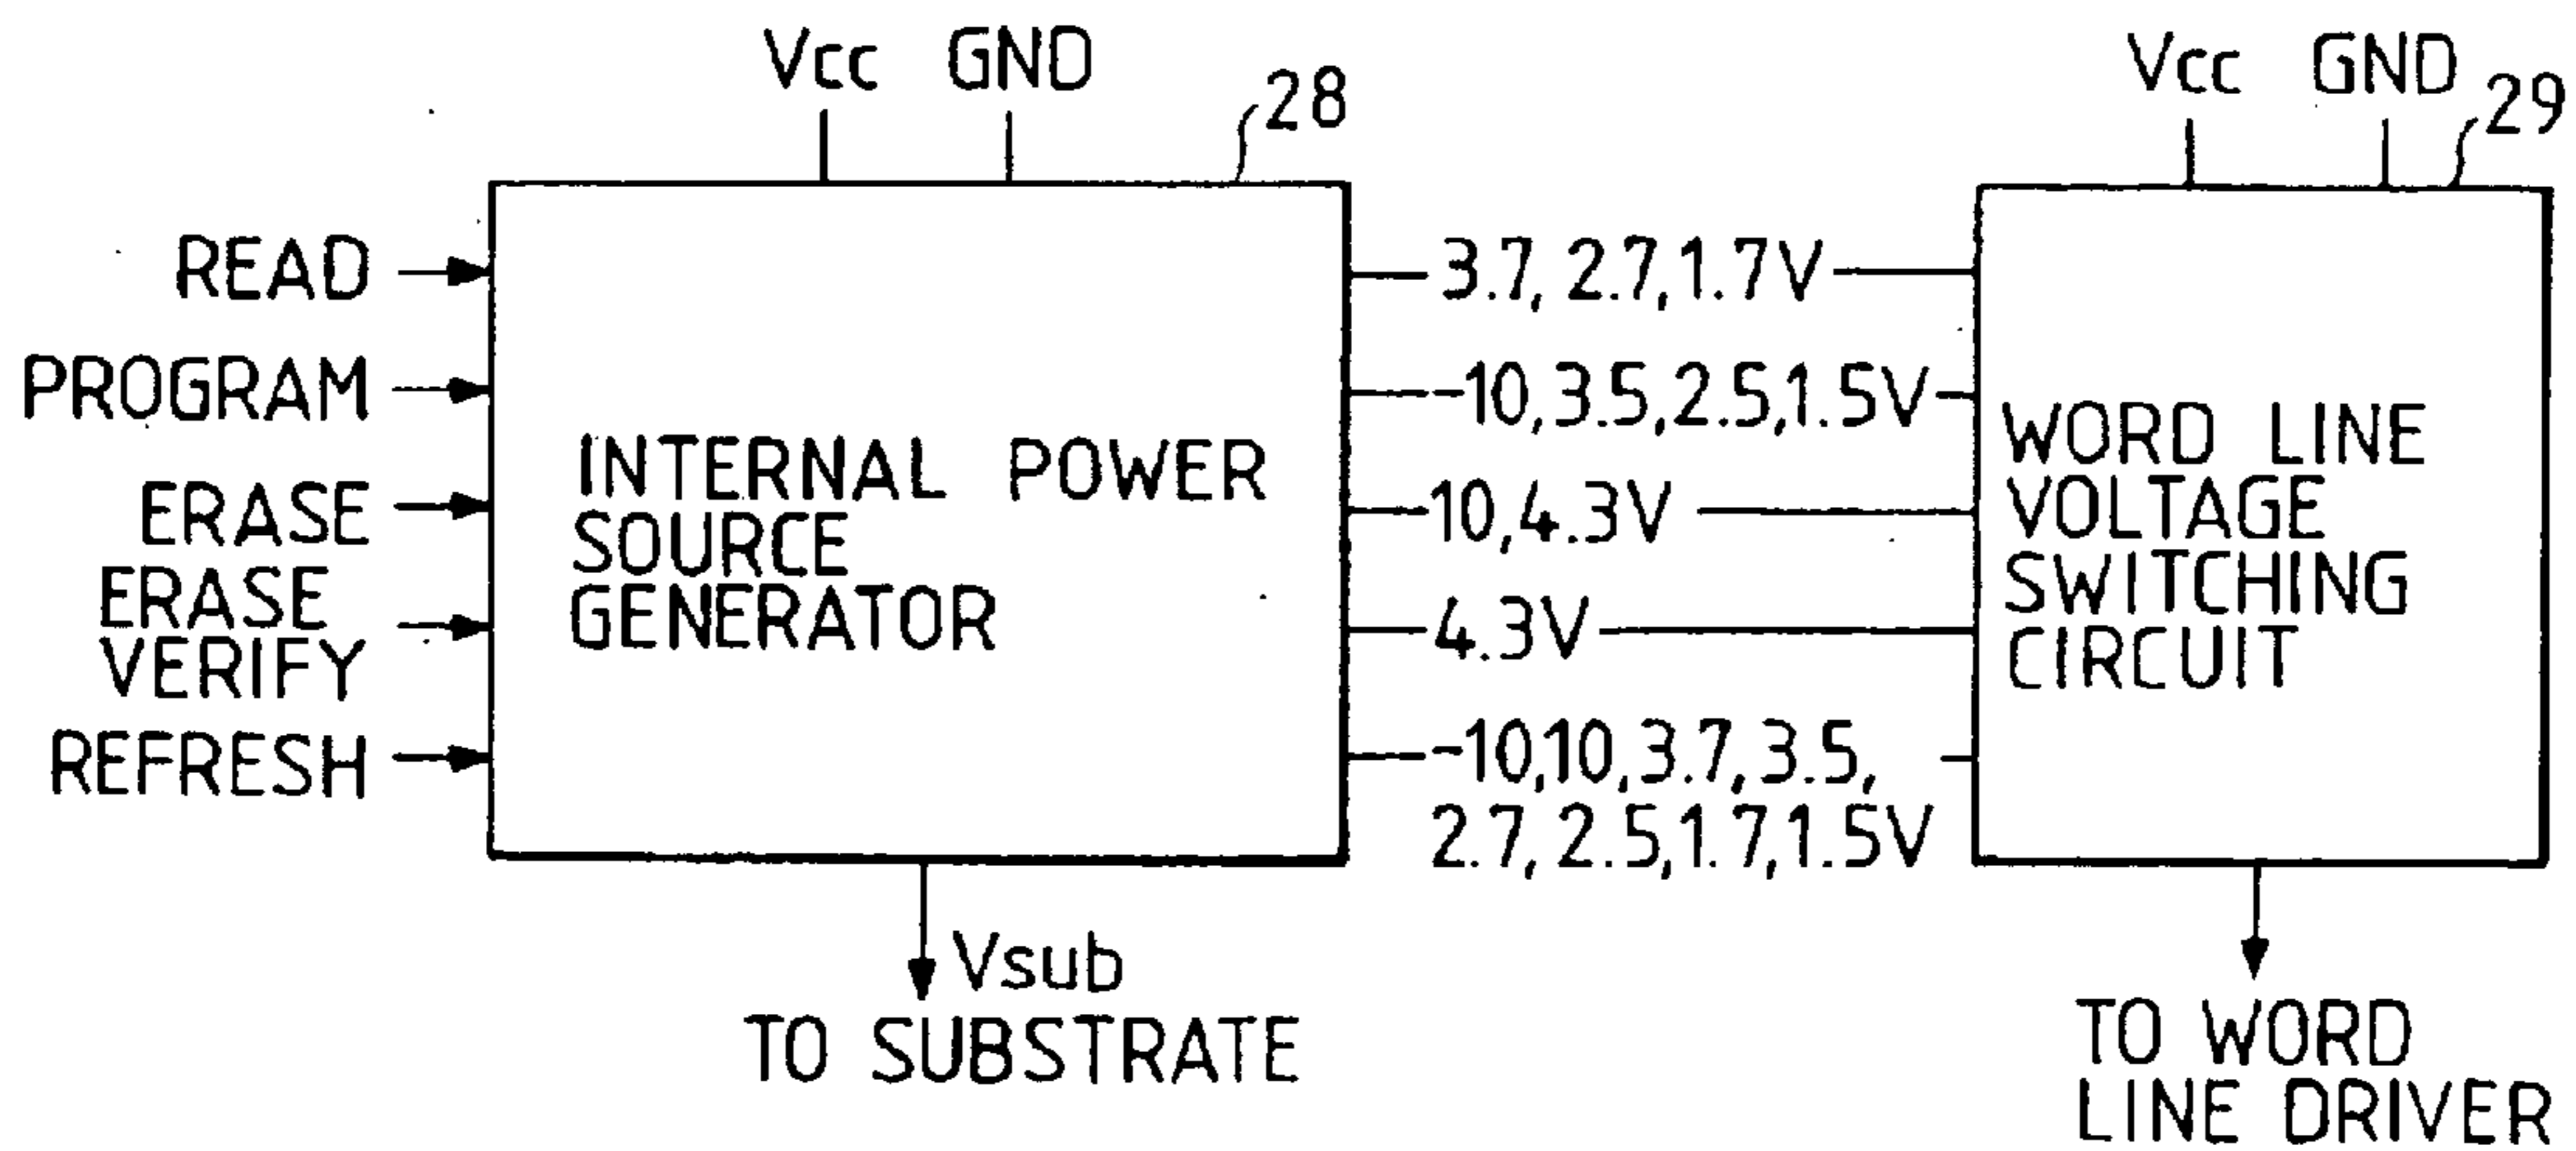 Vcc GND
28
Vcc GND
29
READ
PROGRAM
ERASE
ERASE
VERIFY
REFRESH
INTERNAL POWER
SOURCE
GENERATOR
3.7, 2.7, 1.7V
-10, 3.5, 2.5, 1.5V
10, 4.3V
4.3V
-10, 10, 3.7, 3.5,
2.7, 2.5, 1.7, 1.5V
WORD LINE
VOLTAGE
SWITCHING
CIRCUIT
Vsub
TO SUBSTRATE
TO WORD
LINE DRIVER